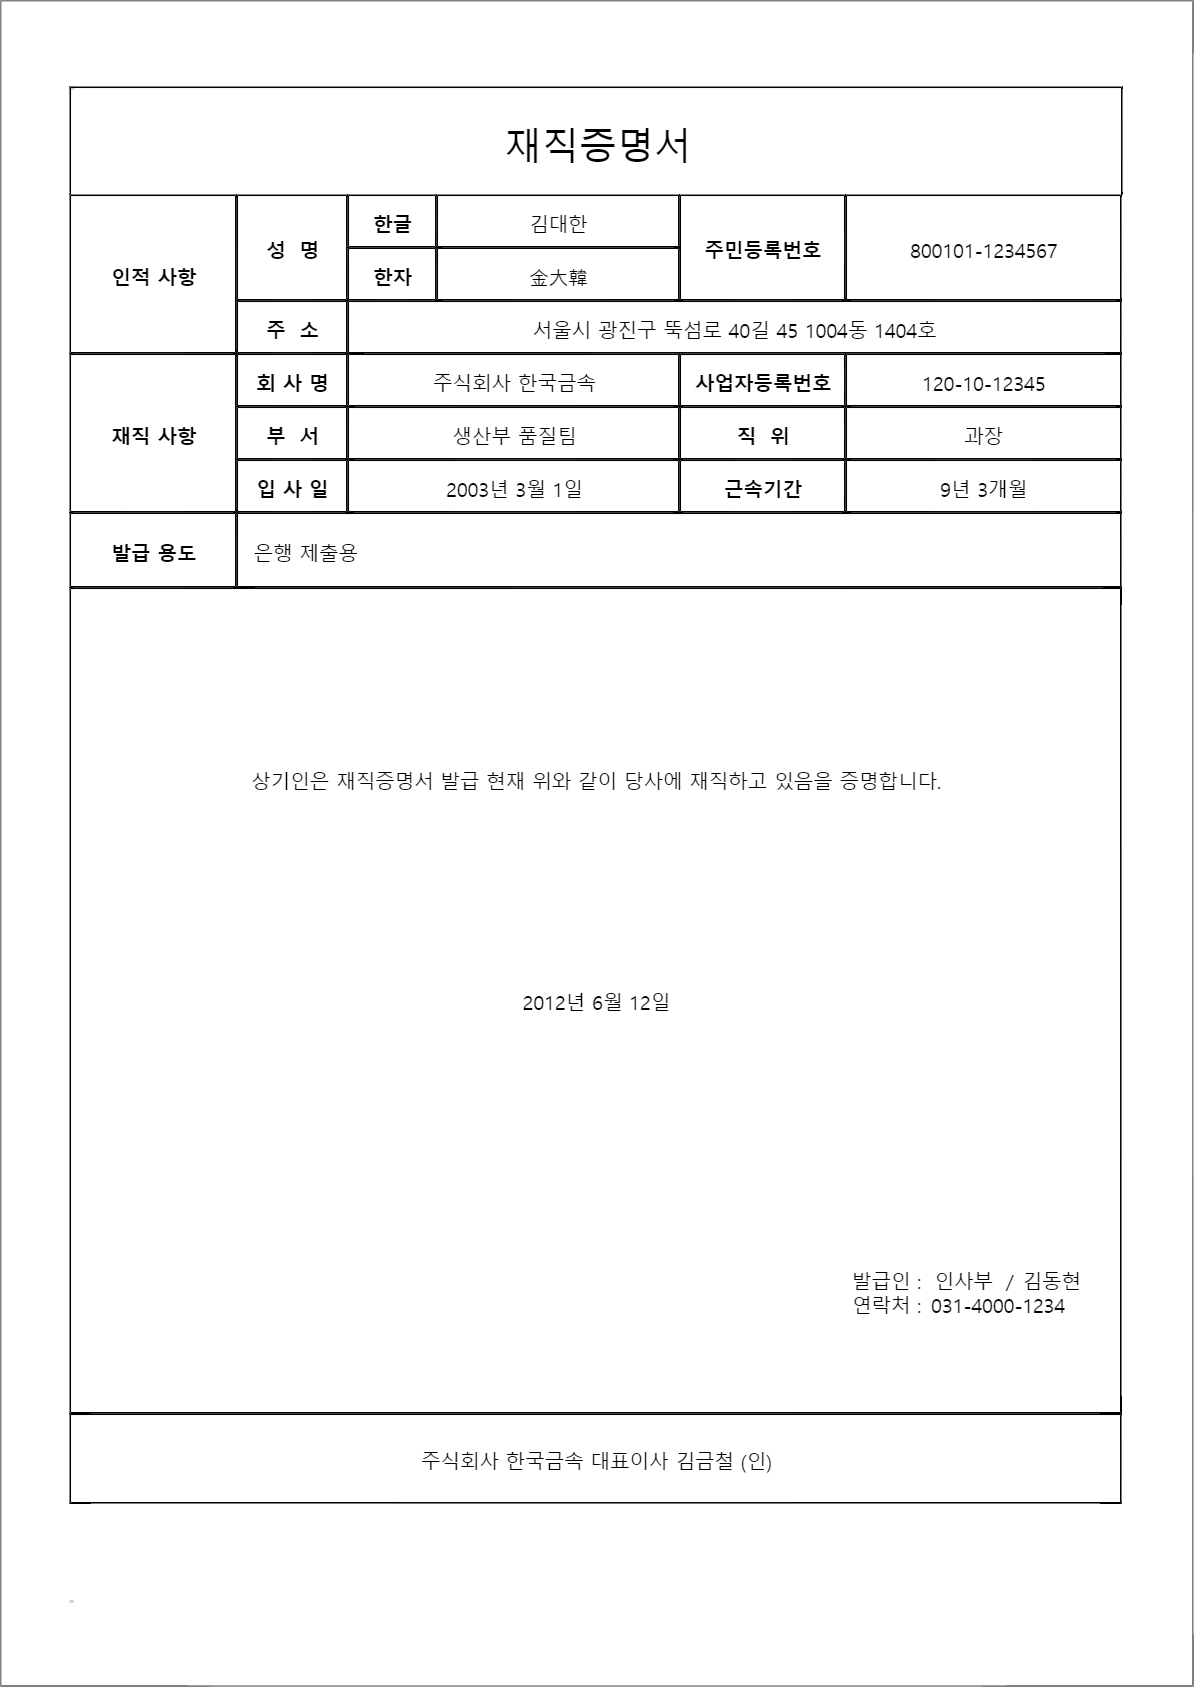 재직증명서
인적 사항
성 명
한글
김대한
주민등록번호
800101-1234567
한자
金大韓
주 소
서울시 광진구 뚝섬로 40길 45 1004동 1404호
재직 사항
회 사 명
주식회사 한국금속
사업자등록번호
120-10-12345
부 서
생산부 품질팀
직 위
과장
입 사 일
2003년 3월 1일
근속기간
9년 3개월
발급 용도
은행 제출용
상기인은 재직증명서 발급 현재 위와 같이 당사에 재직하고 있음을 증명합니다.
2012년 6월 12일
발급인 : 인사부 / 김동현
연락처 : 031-4000-1234
주식회사 한국금속 대표이사 김금철 (인)